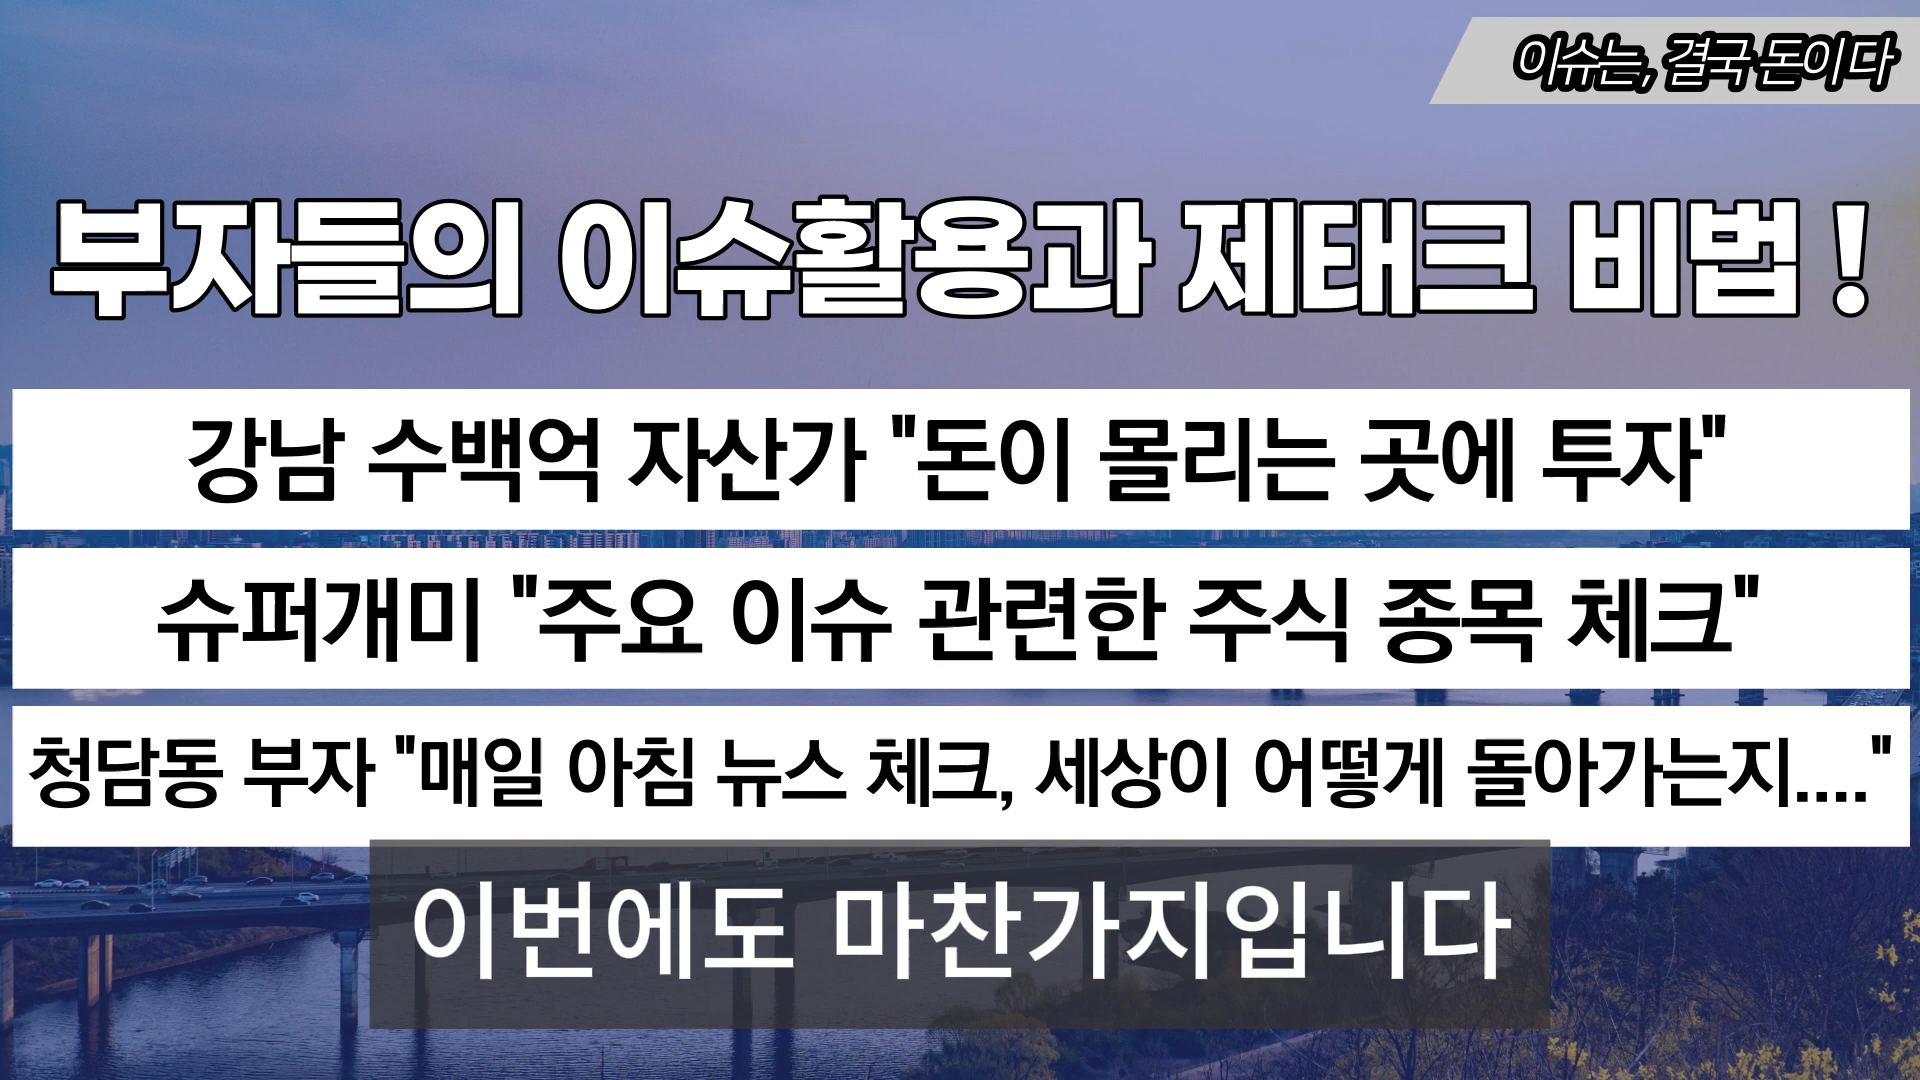 이슈는, 결국 돈이다
부자들의 이슈활용과 제태크 비법 !
강남 수백억 자산가 "돈이 몰리는 곳에 투자"
슈퍼개미 "주요 이슈 관련한 주식 종목 체크"
청담동 부자 "매일 아침 뉴스 체크, 세상이 어떻게 돌아가는지...."
이번에도 마찬가지입니다